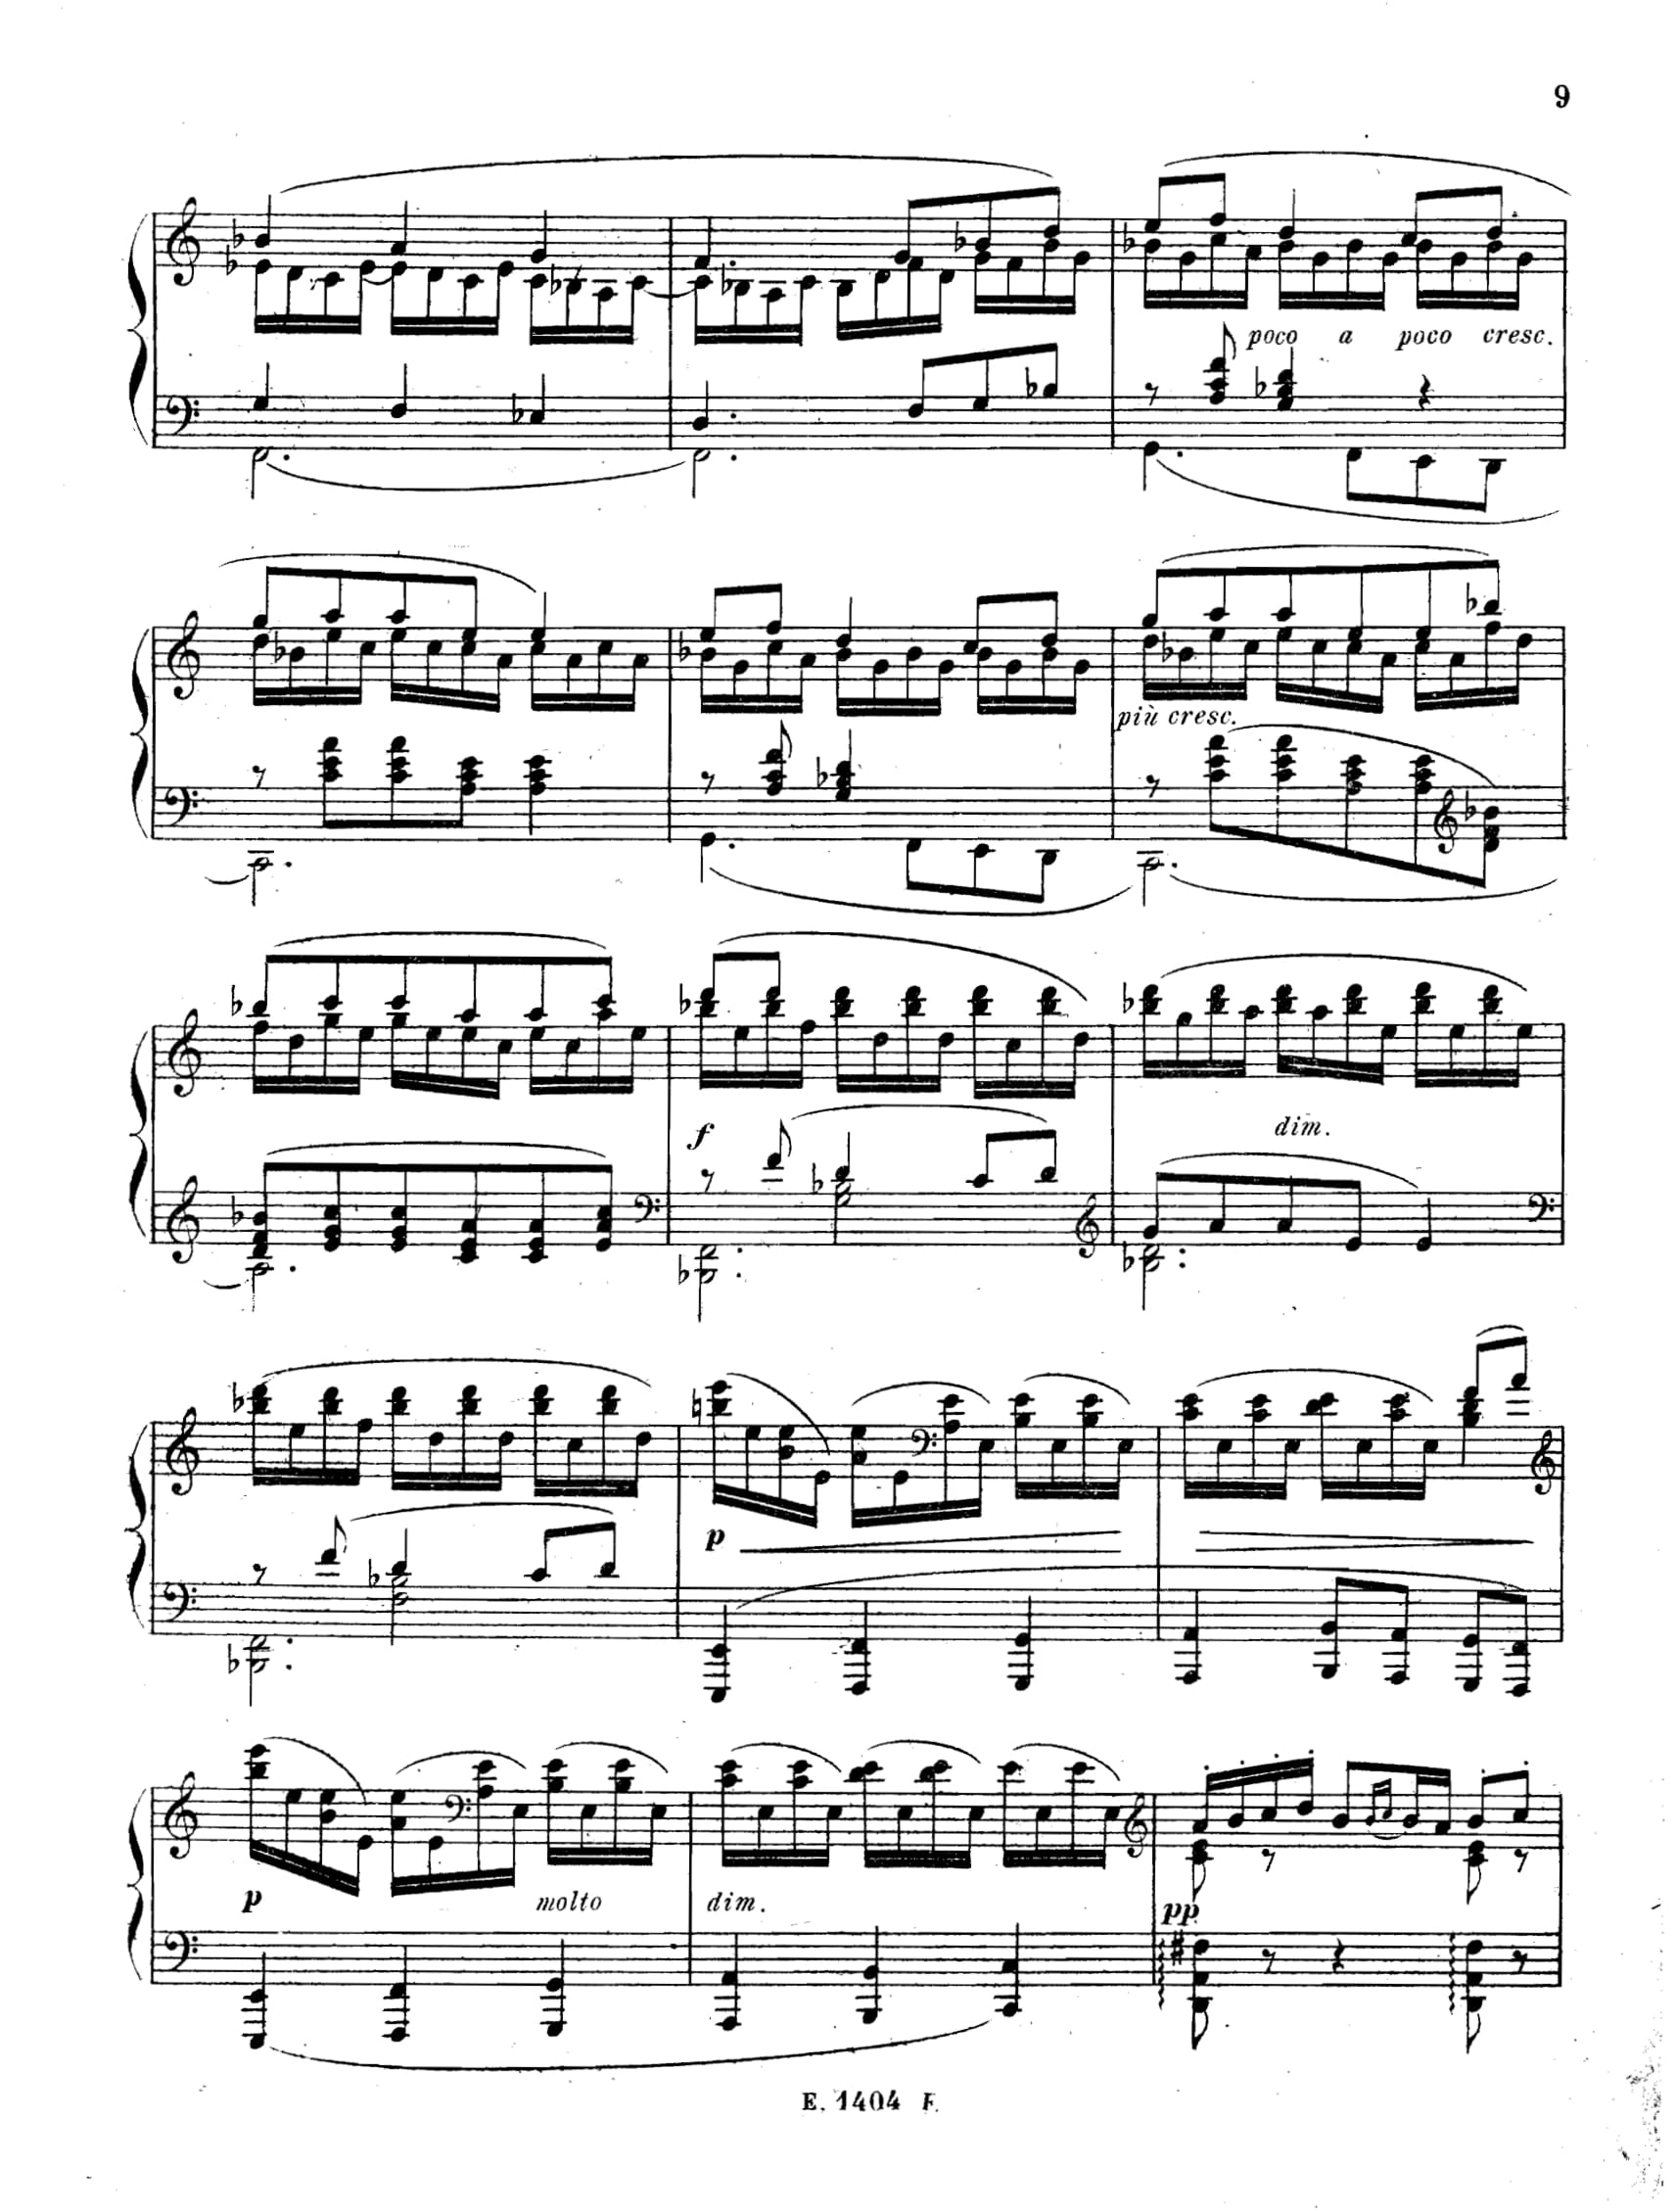 9
poco a poco cresc.
più cresc.
f
dim.
p
p molto dim.
pp
E. 1404 F.